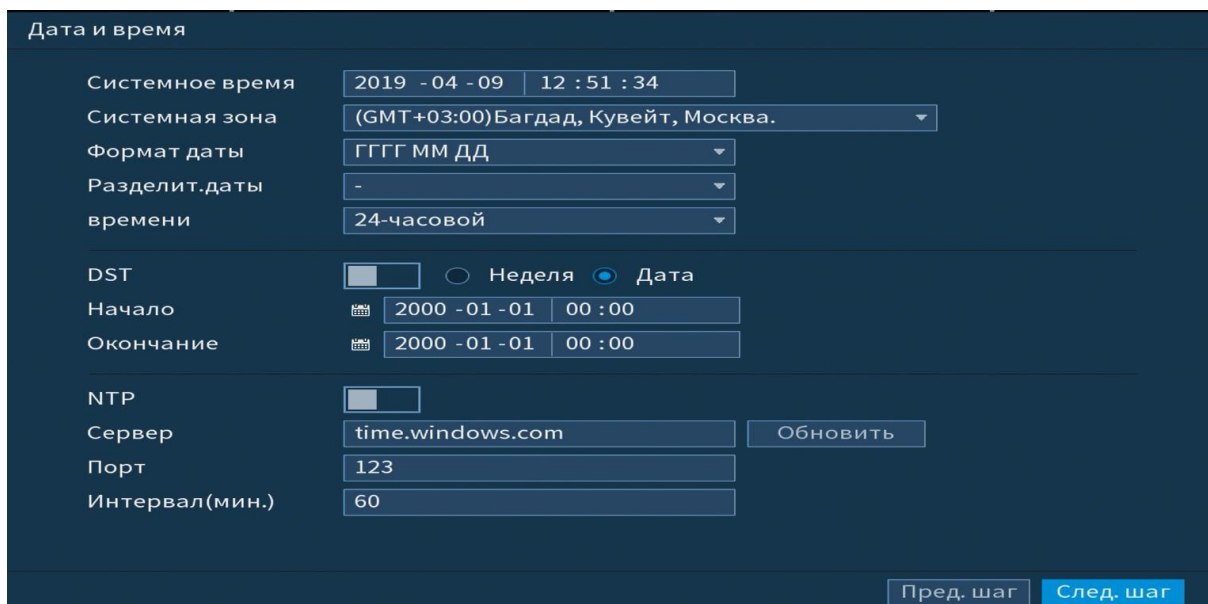 Дата и время
Системное время 2019 - 04 - 09 12 : 51 : 34
Системная зона (GMT+03:00)Багдад, Кувейт, Москва.
Формат даты ГГГГ ММ ДД
Разделит.даты -
времени 24-часовой
DST Неделя Дата
Начало 2000 - 01 - 01 00 : 00
Окончание 2000 - 01 - 01 00 : 00
NTP
Сервер time.windows.com Обновить
Порт 123
Интервал(мин.) 60
Пред. шаг След. шаг